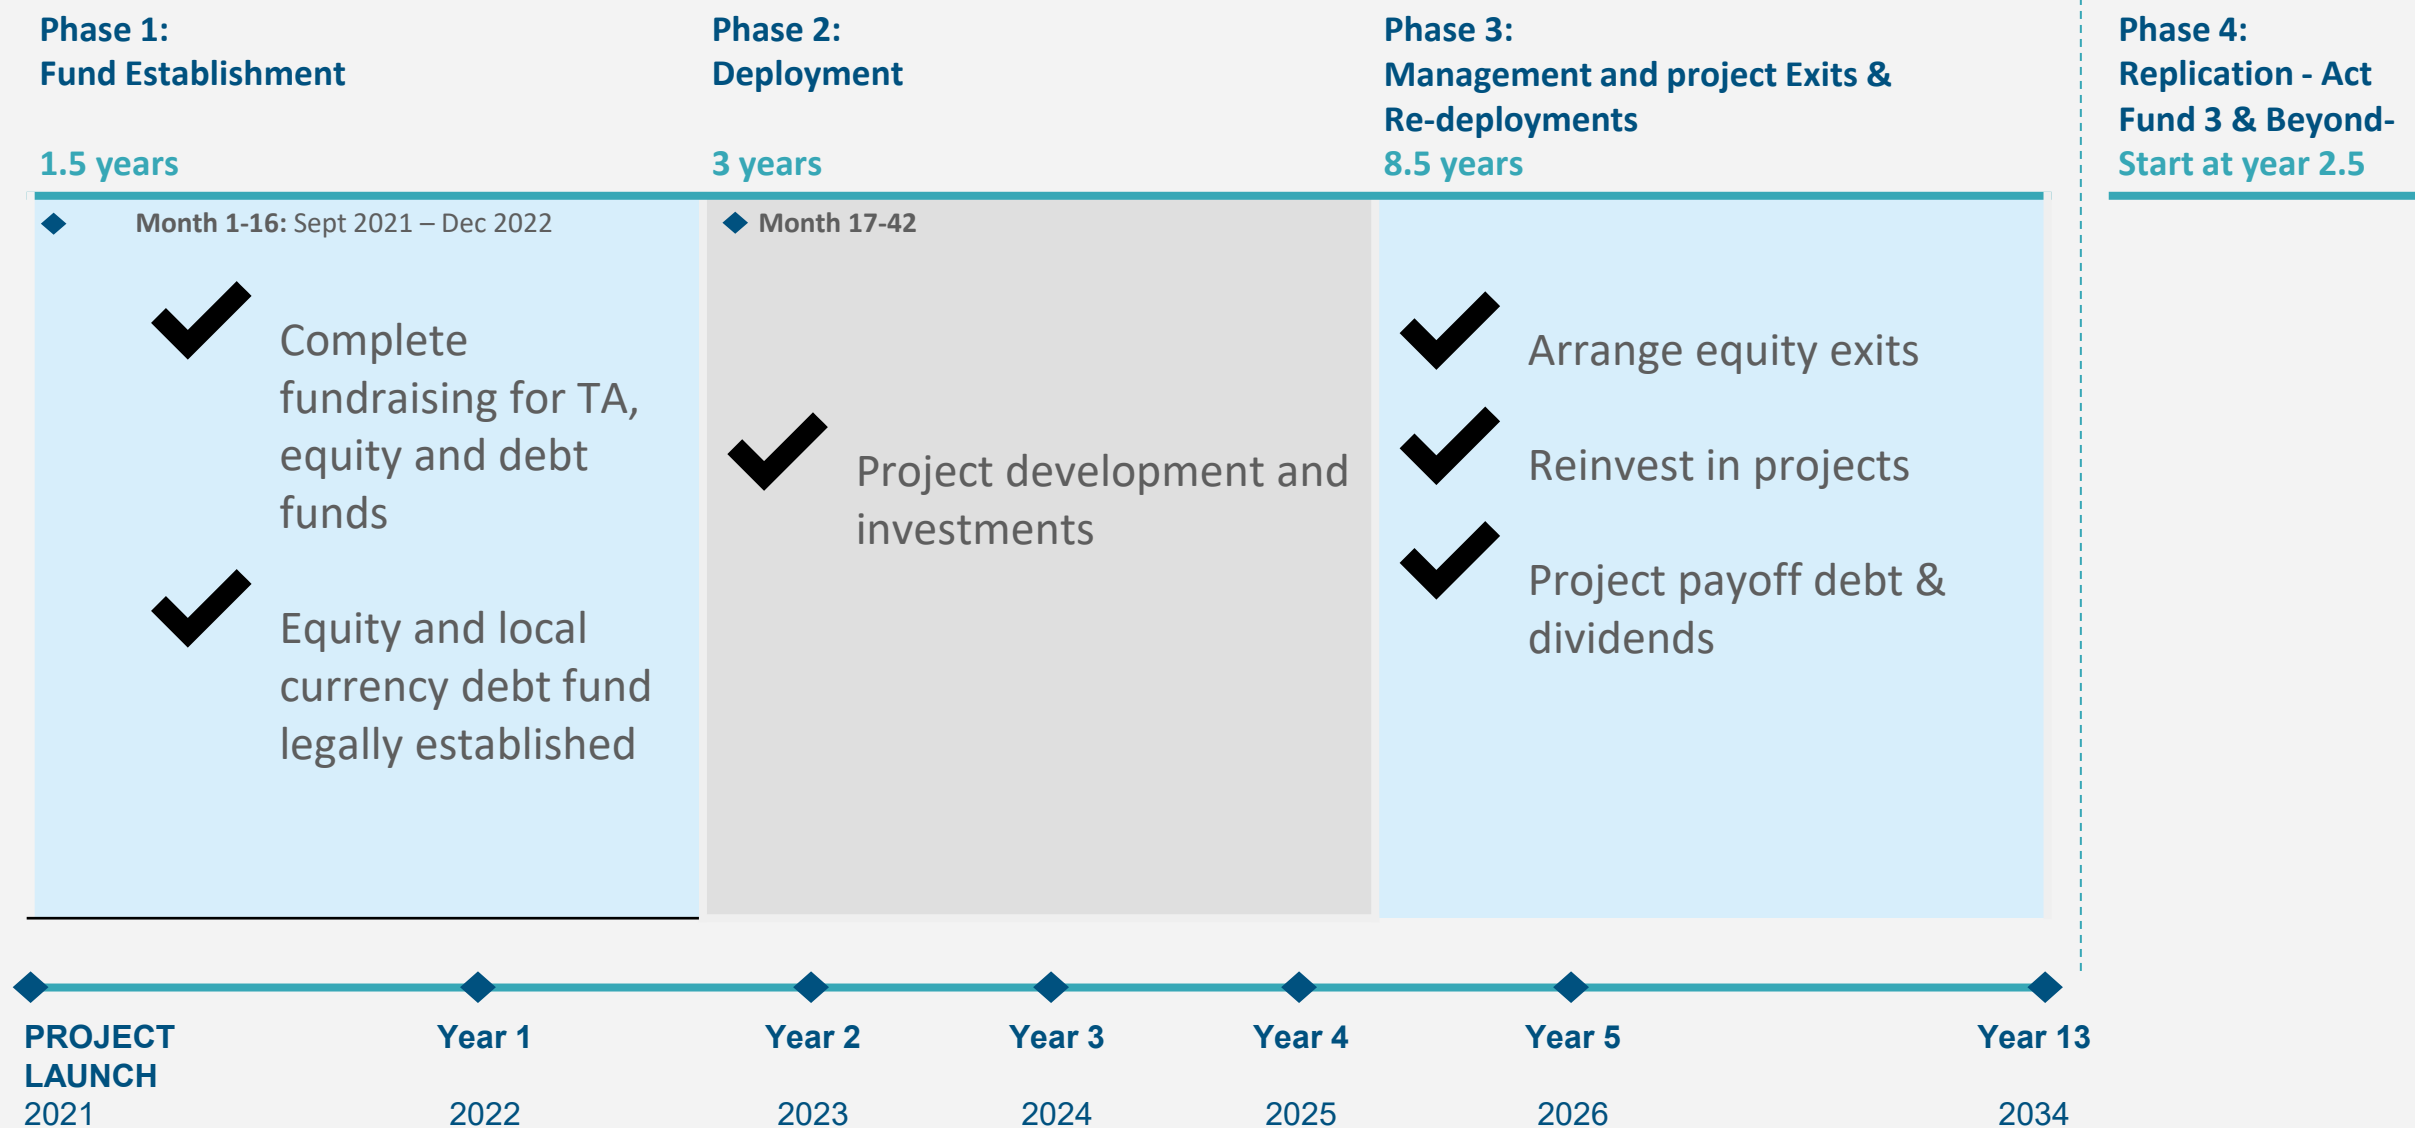 Phase 1:
Fund Establishment
1.5 years
Month 1-16: Sept 2021 – Dec 2022
Complete
fundraising for TA,
equity and debt
funds
Equity and local
currency debt fund
legally established
Phase 2:
Deployment
3 years
Month 17-42
Project development and
investments
Phase 3:
Management and project Exits &
Re-deployments
8.5 years
Arrange equity exits
Reinvest in projects
Project payoff debt &
dividends
Phase 4:
Replication - Act
Fund 3 & Beyond-
Start at year 2.5
PROJECT
LAUNCH
2021
Year 1
2022
Year 2
2023
Year 3
2024
Year 4
2025
Year 5
2026
Year 13
2034